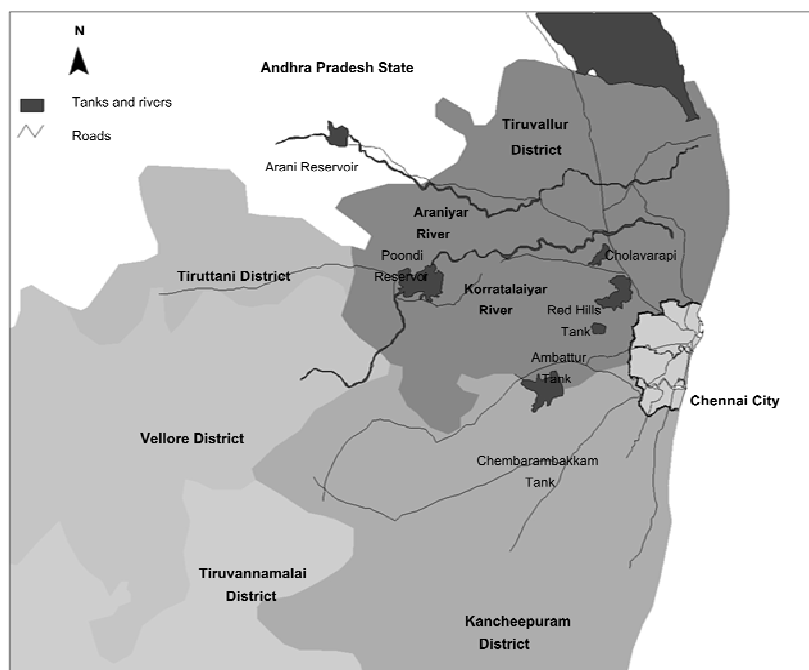 N
Andhra Pradesh State
Tanks and rivers
Roads
Tiruvallur
District
Arani Reservoir
Araniyar
River
Poondi
Reservor
Cholavarapi
Tiruttani District
Korratalaiyar
River
Red Hills
Tank
Ambattur
Tank
Chennai City
Vellore District
Chembarambakkam
Tank
Tiruvannamalai
District
Kancheepuram
District